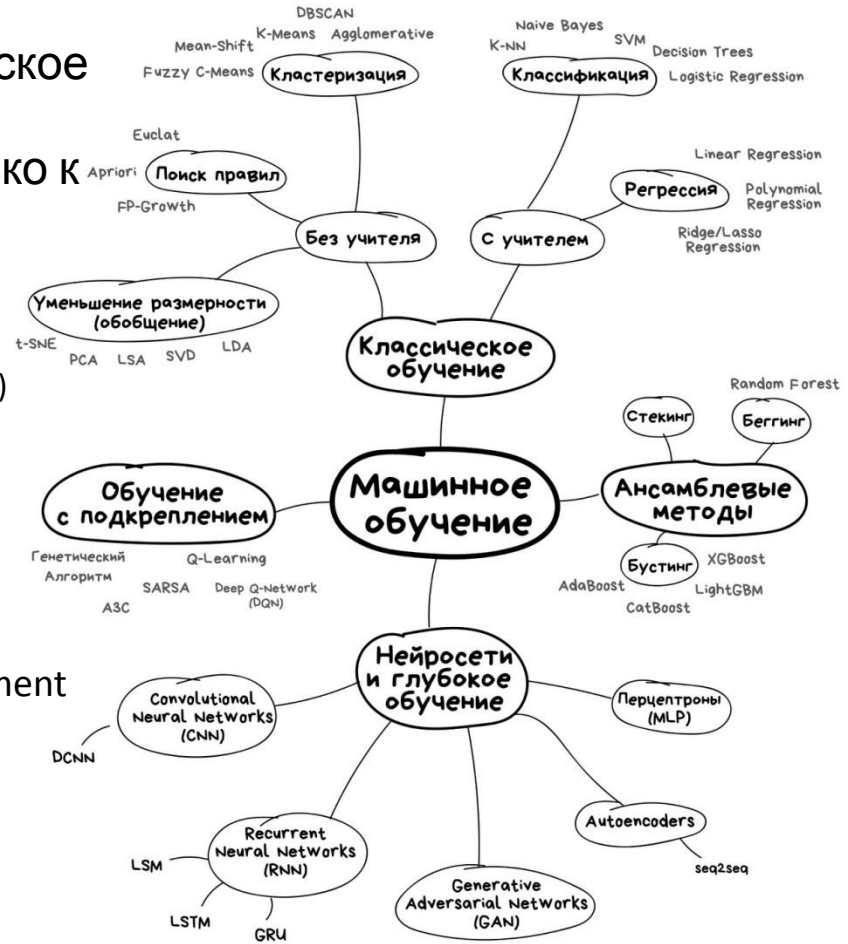 ское
ько к
)
ment
DBSCAN
K-Means
Agglomerative
Mean-Shift
Fuzzy C-Means
Кластеризация
Naive Bayes
K-NN
SVM
Decision Trees
Классификация
Logistic Regression
Euclat
Apriori
Поиск правил
FP-Growth
Linear Regression
Регрессия
Polynomial
Regression
Ridge/Lasso
Regression
Без учителя
С учителем
Уменьшение размерности
(обобщение)
t-SNE
PCA
LSA
SVD
LDA
Классическое
обучение
Random Forest
Стекинг
Беггинг
Обучение
с подкреплением
Машинное
обучение
Ансамблевые
методы
Генетический
Алгоритм
Q-Learning
SARSA
Deep Q-Network
(DQN)
A3C
Бустинг
XGBoost
AdaBoost
LightGBM
CatBoost
Нейросети
и глубокое
обучение
Convolutional
Neural Networks
(CNN)
DCNN
Перцептроны
(MLP)
Autoencoders
seq2seq
Recurrent
Neural Networks
(RNN)
LSM
LSTM
GRU
Generative
Adversarial Networks
(GAN)